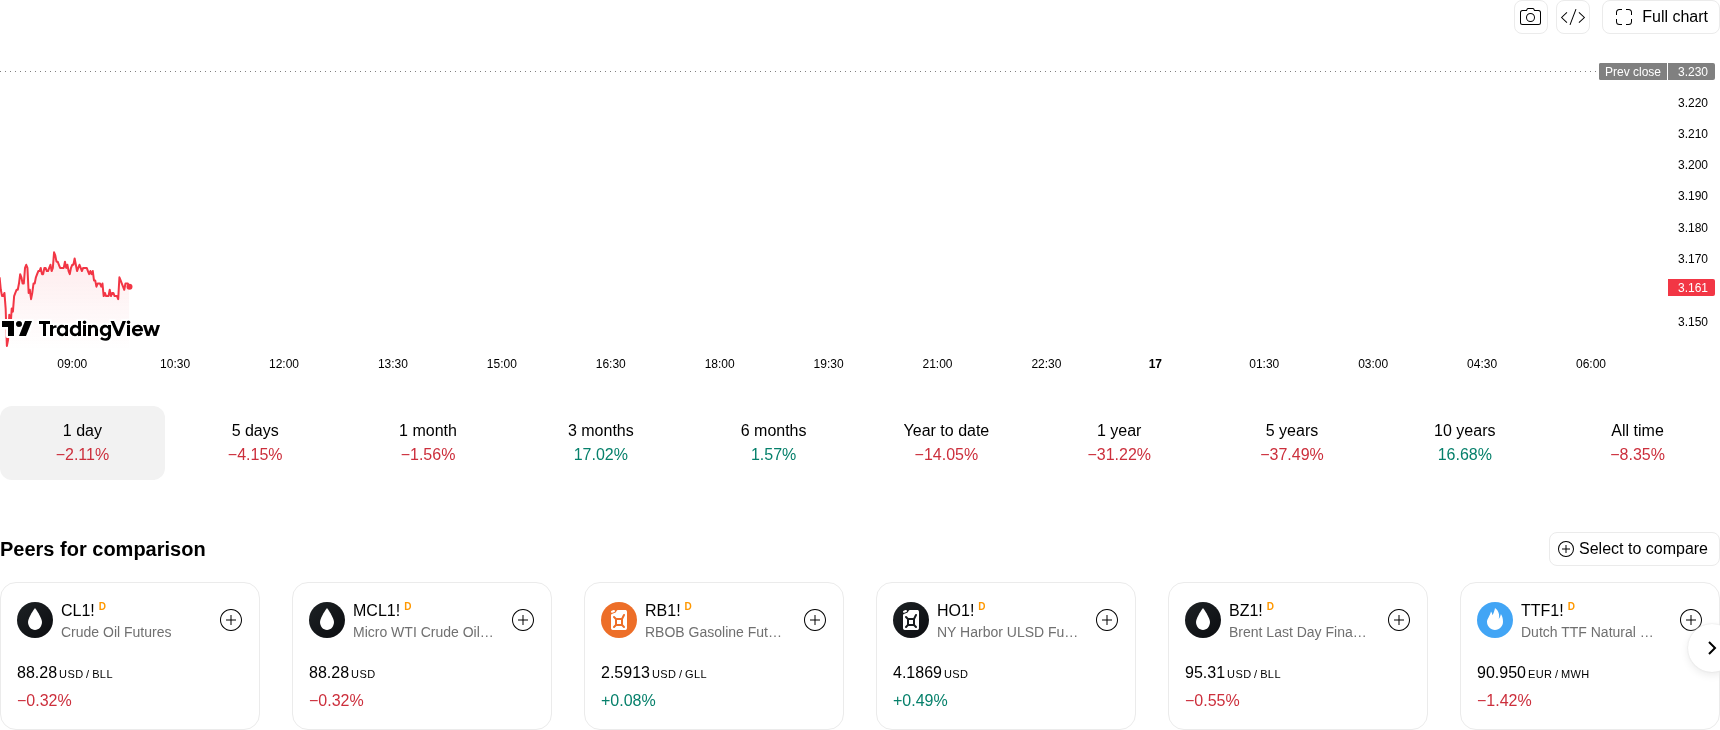 Full chart
Prev close 3.230
3.220
3.210
3.200
3.190
3.180
3.170
3.161
3.150
TradingView
09:00 10:30 12:00 13:30 15:00 16:30 18:00 19:30 21:00 22:30 17 01:30 03:00 04:30 06:00
1 day 5 days 1 month 3 months 6 months Year to date 1 year 5 years 10 years All time
−2.11% −4.15% −1.56% 17.02% 1.57% −14.05% −31.22% −37.49% 16.68% −8.35%
Peers for comparison
Select to compare
CL1! D
Crude Oil Futures
88.28 USD / BLL
−0.32%
MCL1! D
Micro WTI Crude Oil…
88.28 USD
−0.32%
RB1! D
RBOB Gasoline Fut…
2.5913 USD / GLL
+0.08%
HO1! D
NY Harbor ULSD Fu…
4.1869 USD
+0.49%
BZ1! D
Brent Last Day Fina…
95.31 USD / BLL
−0.55%
TTF1! D
Dutch TTF Natural …
90.950 EUR / MWH
−1.42%